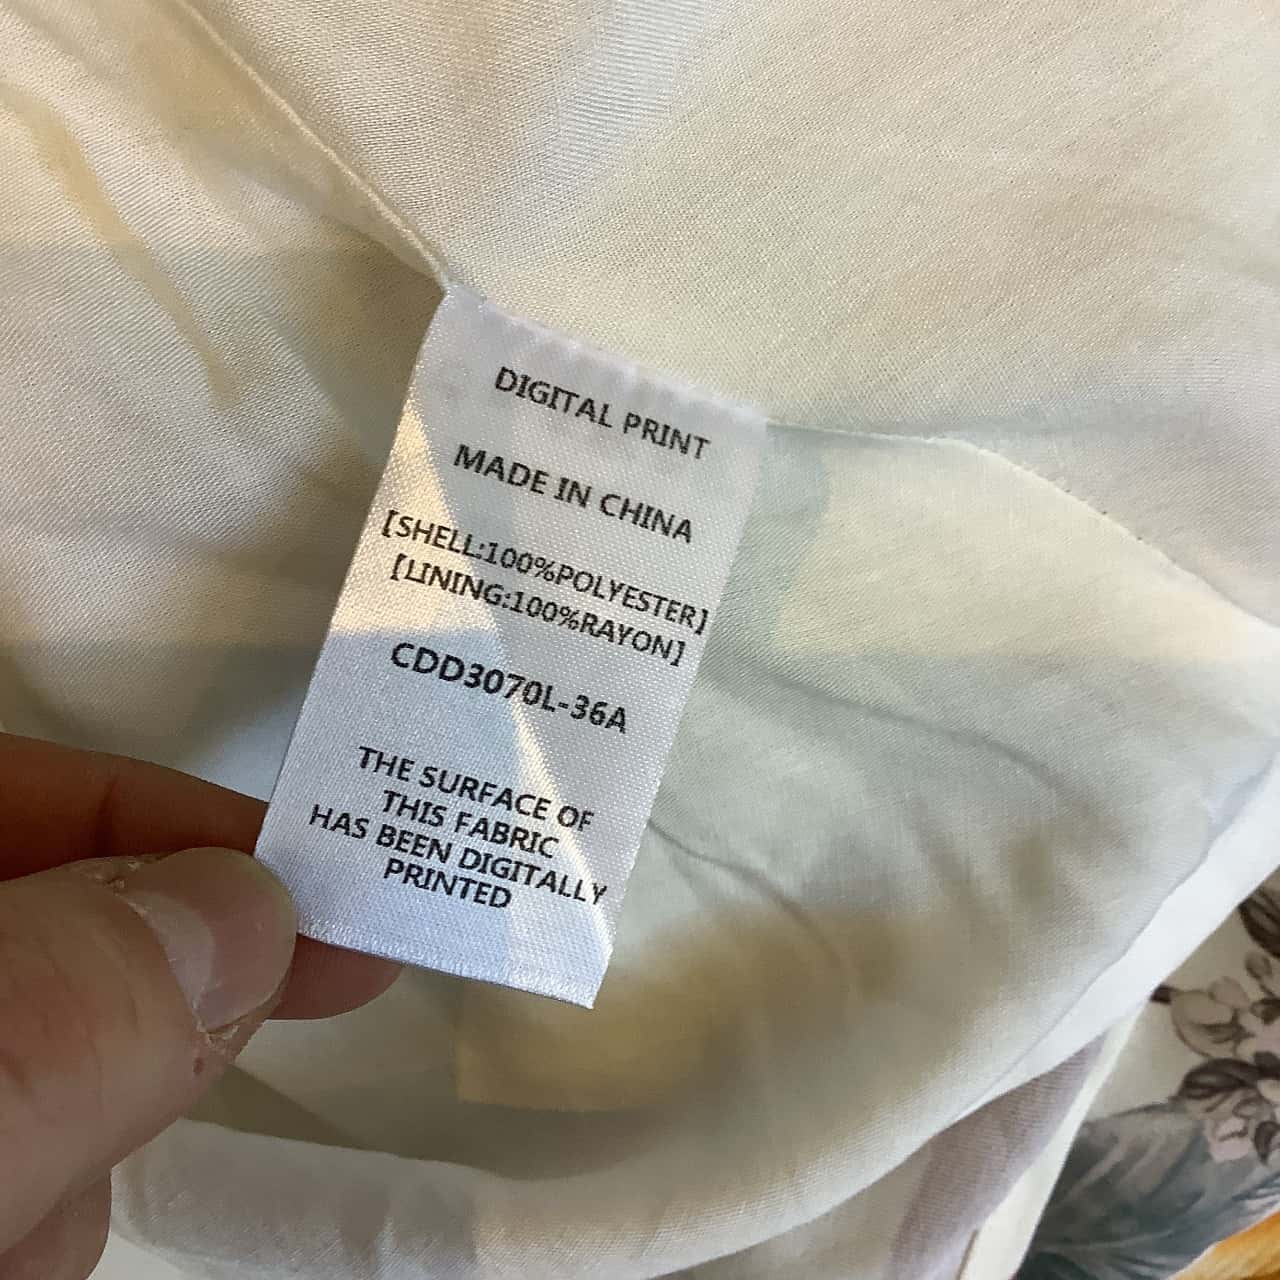 DIGITAL PRINT
MADE IN CHINA
[SHELL:100%POLYESTER]
[LINING:100%RAYON]
CDD3070L-36A
THE SURFACE OF
THIS FABRIC
HAS BEEN DIGITALLY
PRINTED